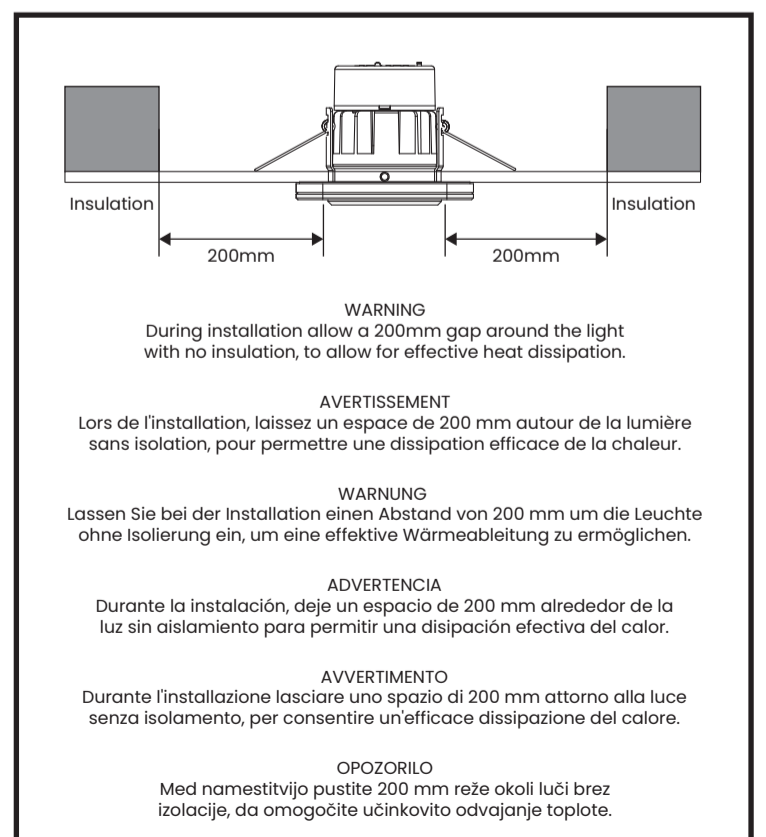 Insulation
Insulation
200mm
200mm
WARNING
During installation allow a 200mm gap around the light
with no insulation, to allow for effective heat dissipation.
AVERTISSEMENT
Lors de l'installation, laissez un espace de 200 mm autour de la lumière
sans isolation, pour permettre une dissipation efficace de la chaleur.
WARNUNG
Lassen Sie bei der Installation einen Abstand von 200 mm um die Leuchte
ohne Isolierung ein, um eine effektive Wärmeableitung zu ermöglichen.
ADVERTENCIA
Durante la instalación, deje un espacio de 200 mm alrededor de la
luz sin aislamiento para permitir una disipación efectiva del calor.
AVVERTIMENTO
Durante l'installazione lasciare uno spazio di 200 mm attorno alla luce
senza isolamento, per consentire un'efficace dissipazione del calore.
OPOZORILO
Med namestitvijo pustite 200 mm reže okoli luči brez
izolacije, da omogočite učinkovito odvajanje toplote.